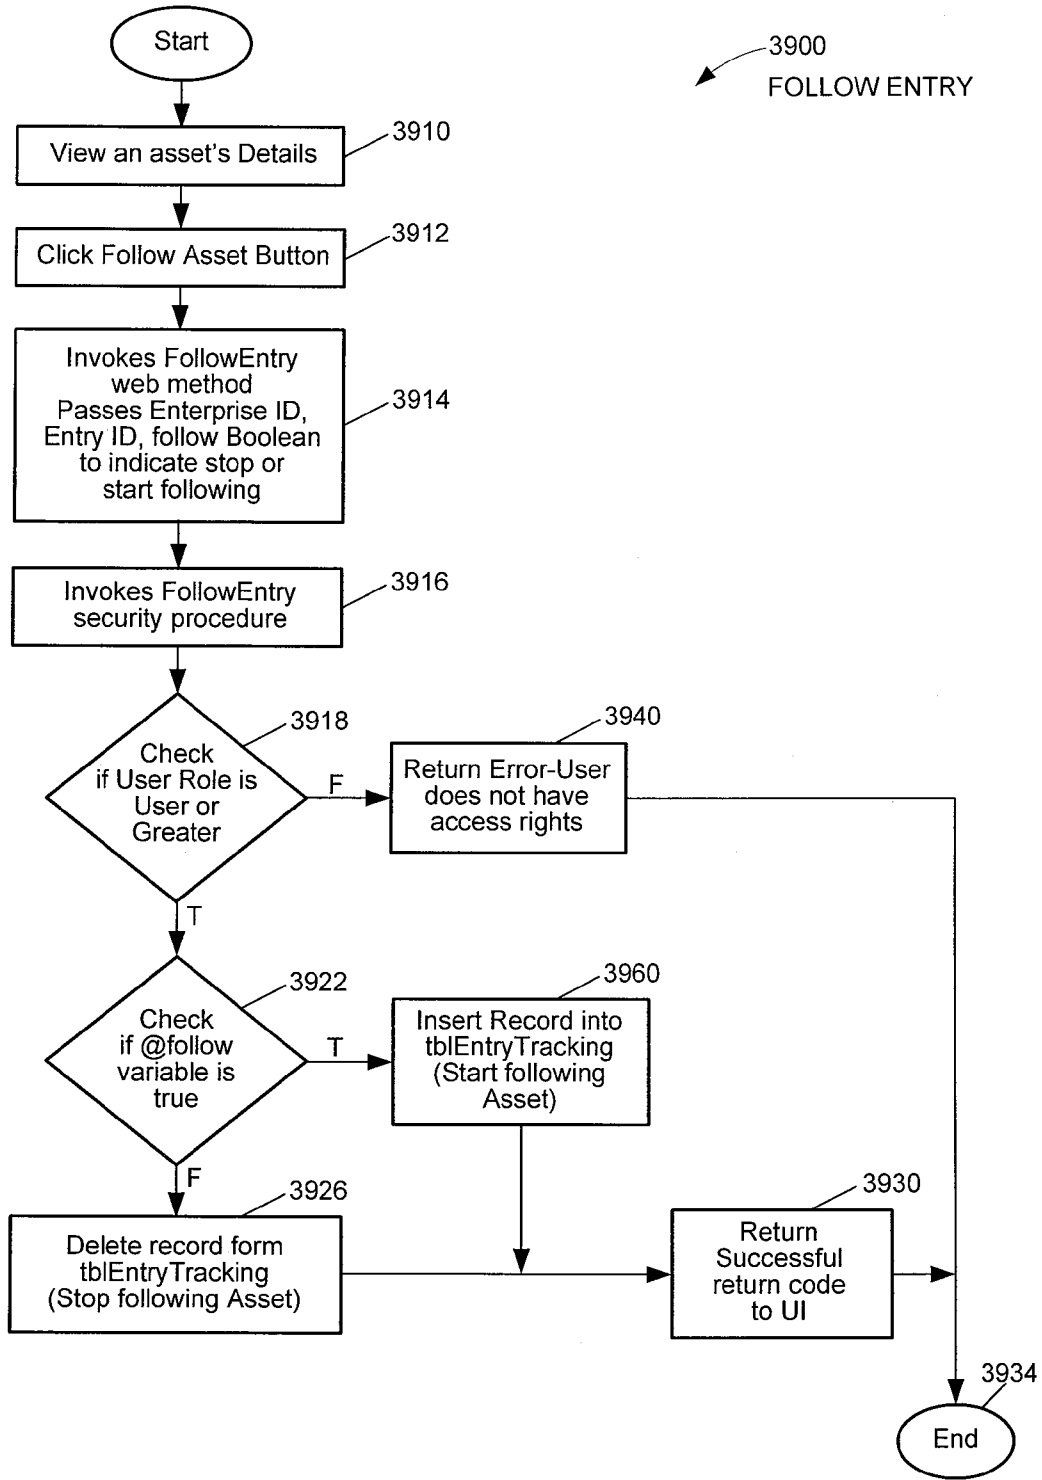 Start
3900
FOLLOW ENTRY
3910
View an asset's Details
3912
Click Follow Asset Button
Invokes FollowEntry
web method
Passes Enterprise ID,
Entry ID, follow Boolean
to indicate stop or
start following
3914
3916
Invokes FollowEntry
security procedure
3918
Check
if User Role is
User or
Greater
F
3940
Return Error-User
does not have
access rights
T
3922
Check
if @follow
variable is
true
T
3960
Insert Record into
tblEntryTracking
(Start following
Asset)
F
3926
Delete record form
tblEntryTracking
(Stop following Asset)
3930
Return
Successful
return code
to UI
3934
End